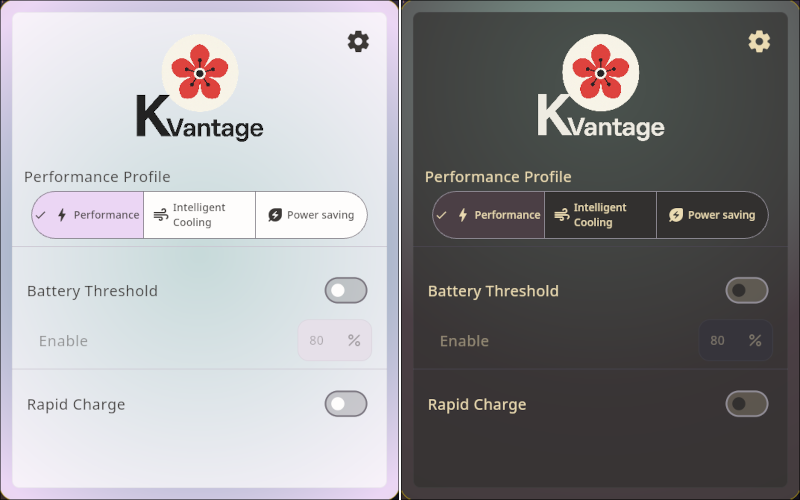 KVantage
Performance Profile
Performance
Intelligent
Cooling
Power saving
Battery Threshold
Enable
80 %
Rapid Charge
KVantage
Performance Profile
Performance
Intelligent
Cooling
Power saving
Battery Threshold
Enable
80 %
Rapid Charge